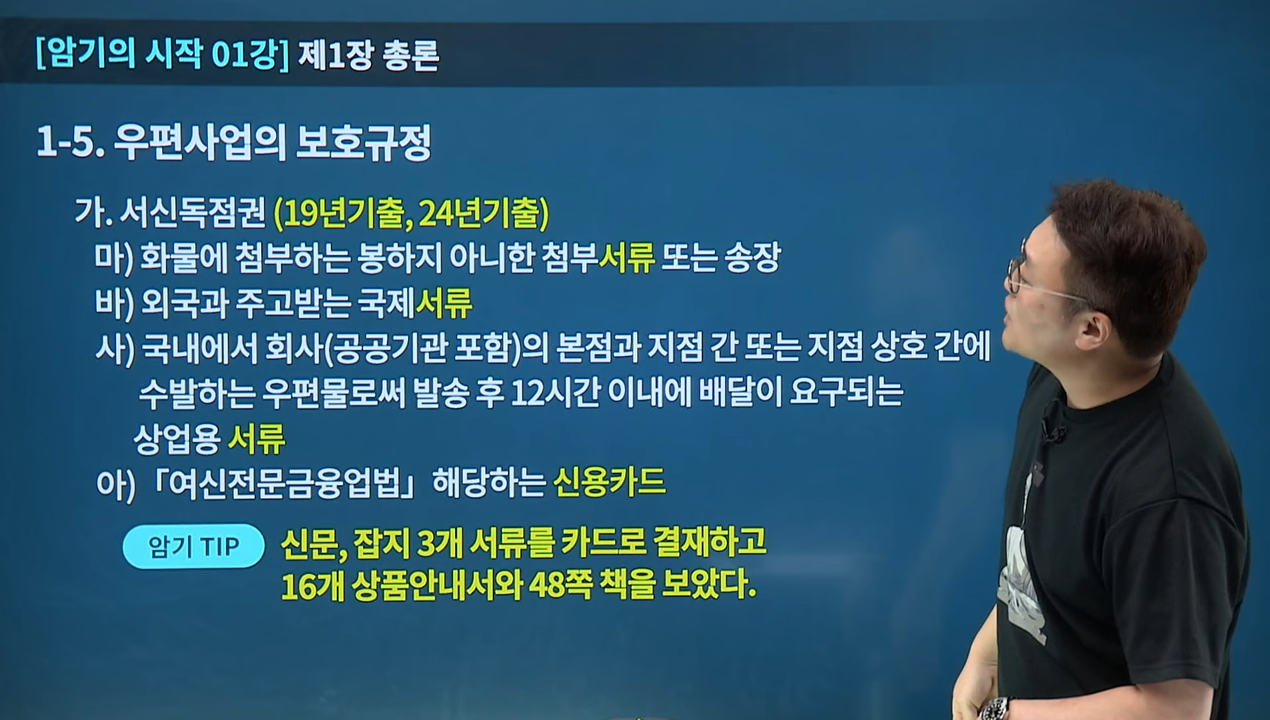 [암기의 시작 01강] 제1장 총론
1-5. 우편사업의 보호규정
가. 서신독점권 (19년기출, 24년기출)
마) 화물에 첨부하는 봉하지 아니한 첨부서류 또는 송장
바) 외국과 주고받는 국제서류
사) 국내에서 회사(공공기관 포함)의 본점과 지점 간 또는 지점 상호 간에
수발하는 우편물로써 발송 후 12시간 이내에 배달이 요구되는
상업용 서류
아) 「여신전문금융업법」 해당하는 신용카드
암기 TIP
신문, 잡지 3개 서류를 카드로 결재하고
16개 상품안내서와 48쪽 책을 보았다.